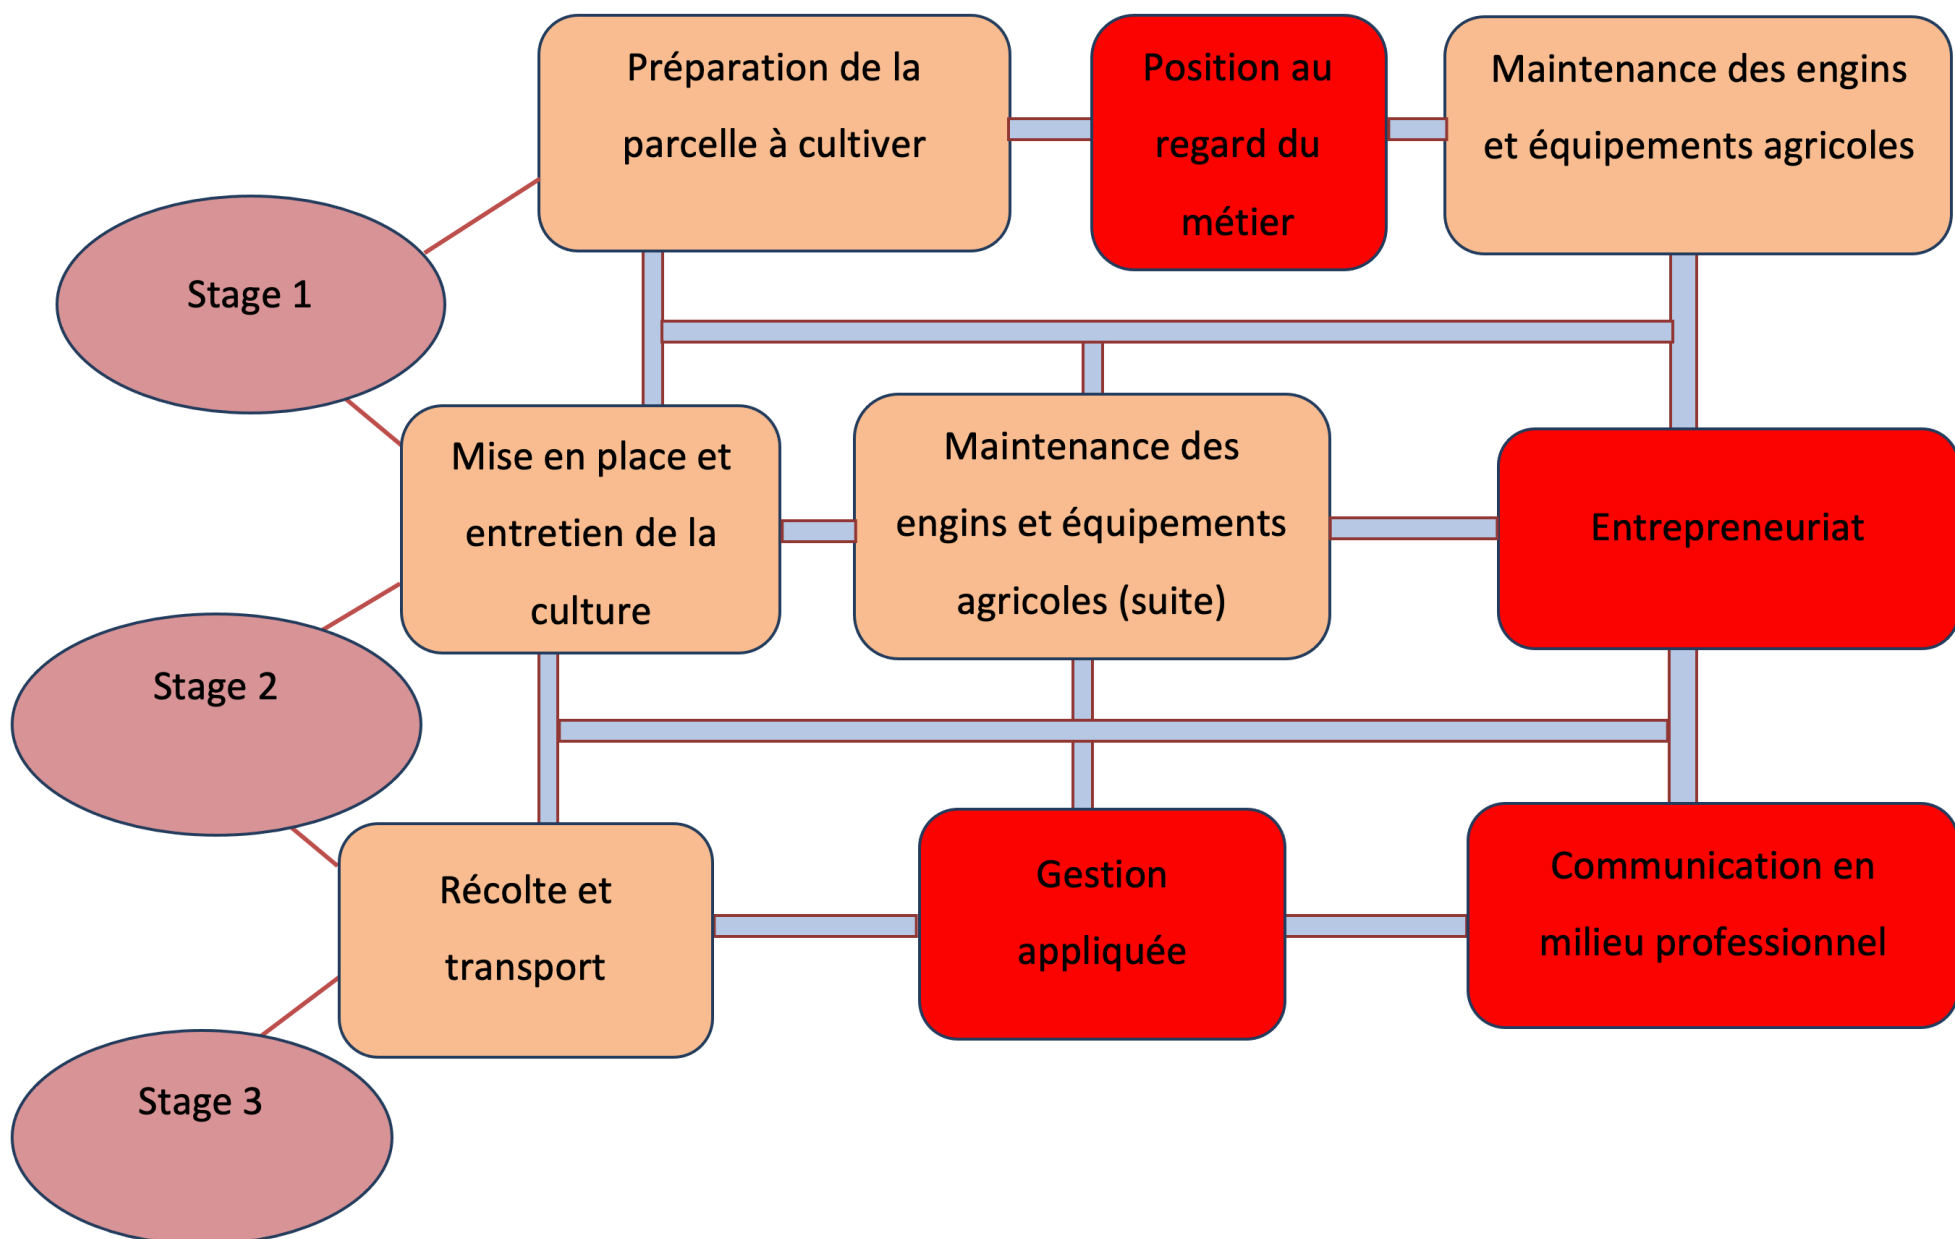 Préparation de la
parcelle à cultiver
Position au
regard du
métier
Maintenance des engins
et équipements agricoles
Stage 1
Mise en place et
entretien de la
culture
Maintenance des
engins et équipements
agricoles (suite)
Entrepreneuriat
Stage 2
Récolte et
transport
Gestion
appliquée
Communication en
milieu professionnel
Stage 3